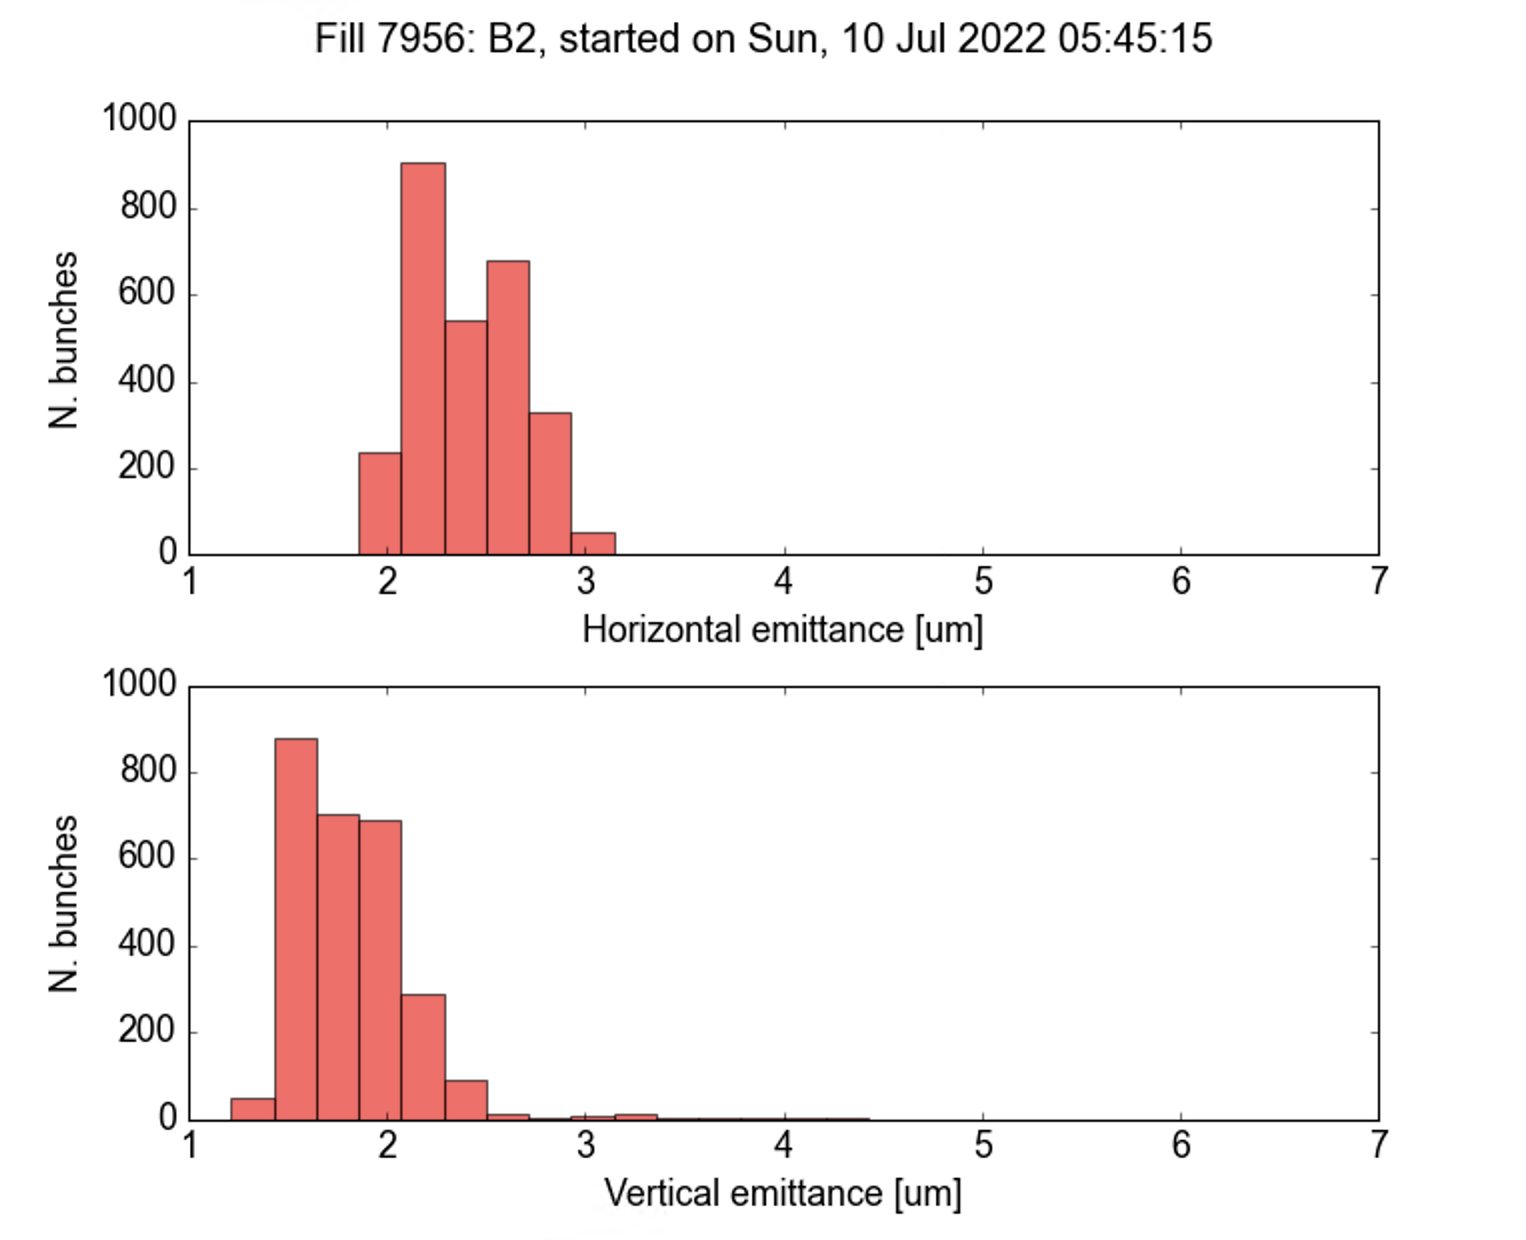 Fill 7956: B2, started on Sun, 10 Jul 2022 05:45:15
1000
800
600
400
200
0
N. bunches
1 2 3 4 5 6 7
Horizontal emittance [um]
1000
800
600
400
200
0
N. bunches
1 2 3 4 5 6 7
Vertical emittance [um]